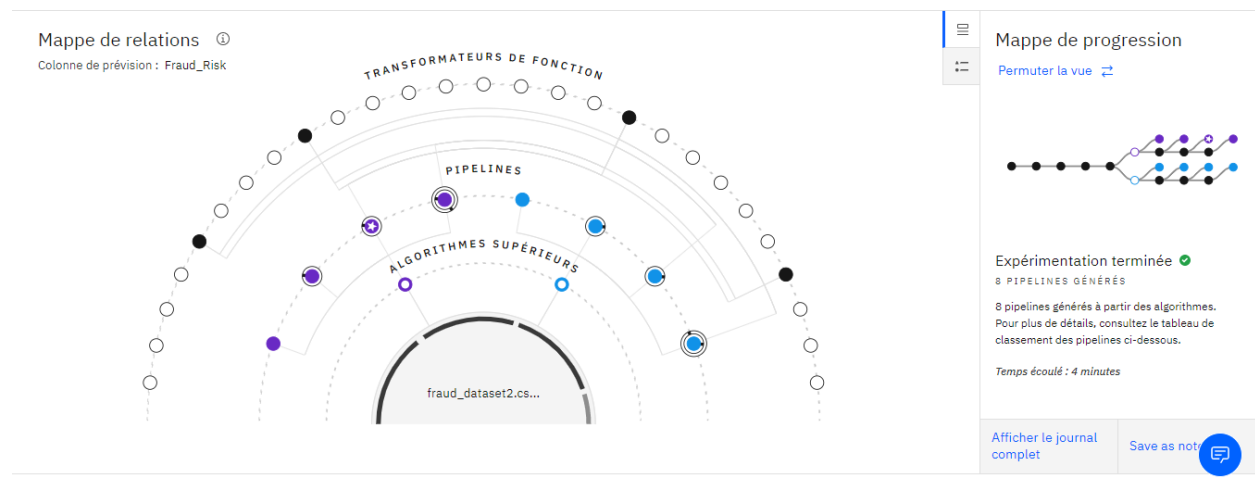 Mappe de relations
Colonne de prévision : Fraud_Risk
TRANSFORMATEURS DE FONCTION
PIPELINES
ALGORITHMES SUPÉRIEURS
fraud_dataset2.cs...
Mappe de progression
Permuter la vue
Expérimentation terminée
8 PIPELINES GÉNÉRÉS
8 pipelines générés à partir des algorithmes.
Pour plus de détails, consultez le tableau de
classement des pipelines ci-dessous.
Temps écoulé : 4 minutes
Afficher le journal
complet
Save as note